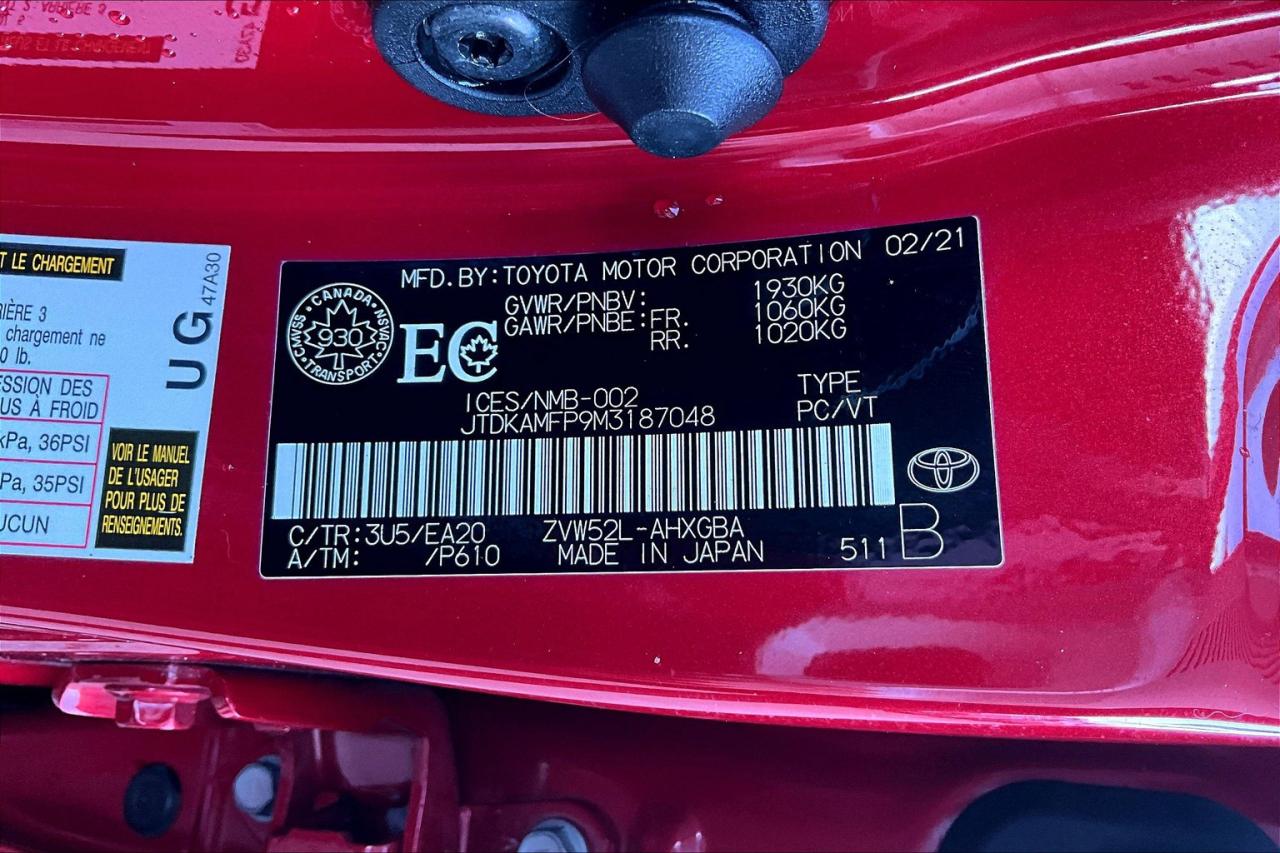 T LE CHARGEMENT
RIÈRE 3
chargement ne
0 lb.
ESSION DES
US À FROID
kPa, 36PSI
Pa, 35PSI
UCUN
VOIR LE MANUEL
DE L'USAGER
POUR PLUS DE
RENSEIGNEMENTS.
UG
47A30
MFD.BY:TOYOTA MOTOR CORPORATION 02/21
GVWR/PNBV: 1930KG
GAWR/PNBE:FR. 1060KG
RR. 1020KG
CANADA
CMVSS 930 NSVAC
TRANSPORT
EC
ICES/NMB-002 TYPE
JTDKAMFP9M3187048 PC/VT
C/TR:3U5/EA20 ZVW52L-AHXGBA
A/TM: /P610 MADE IN JAPAN 511 B